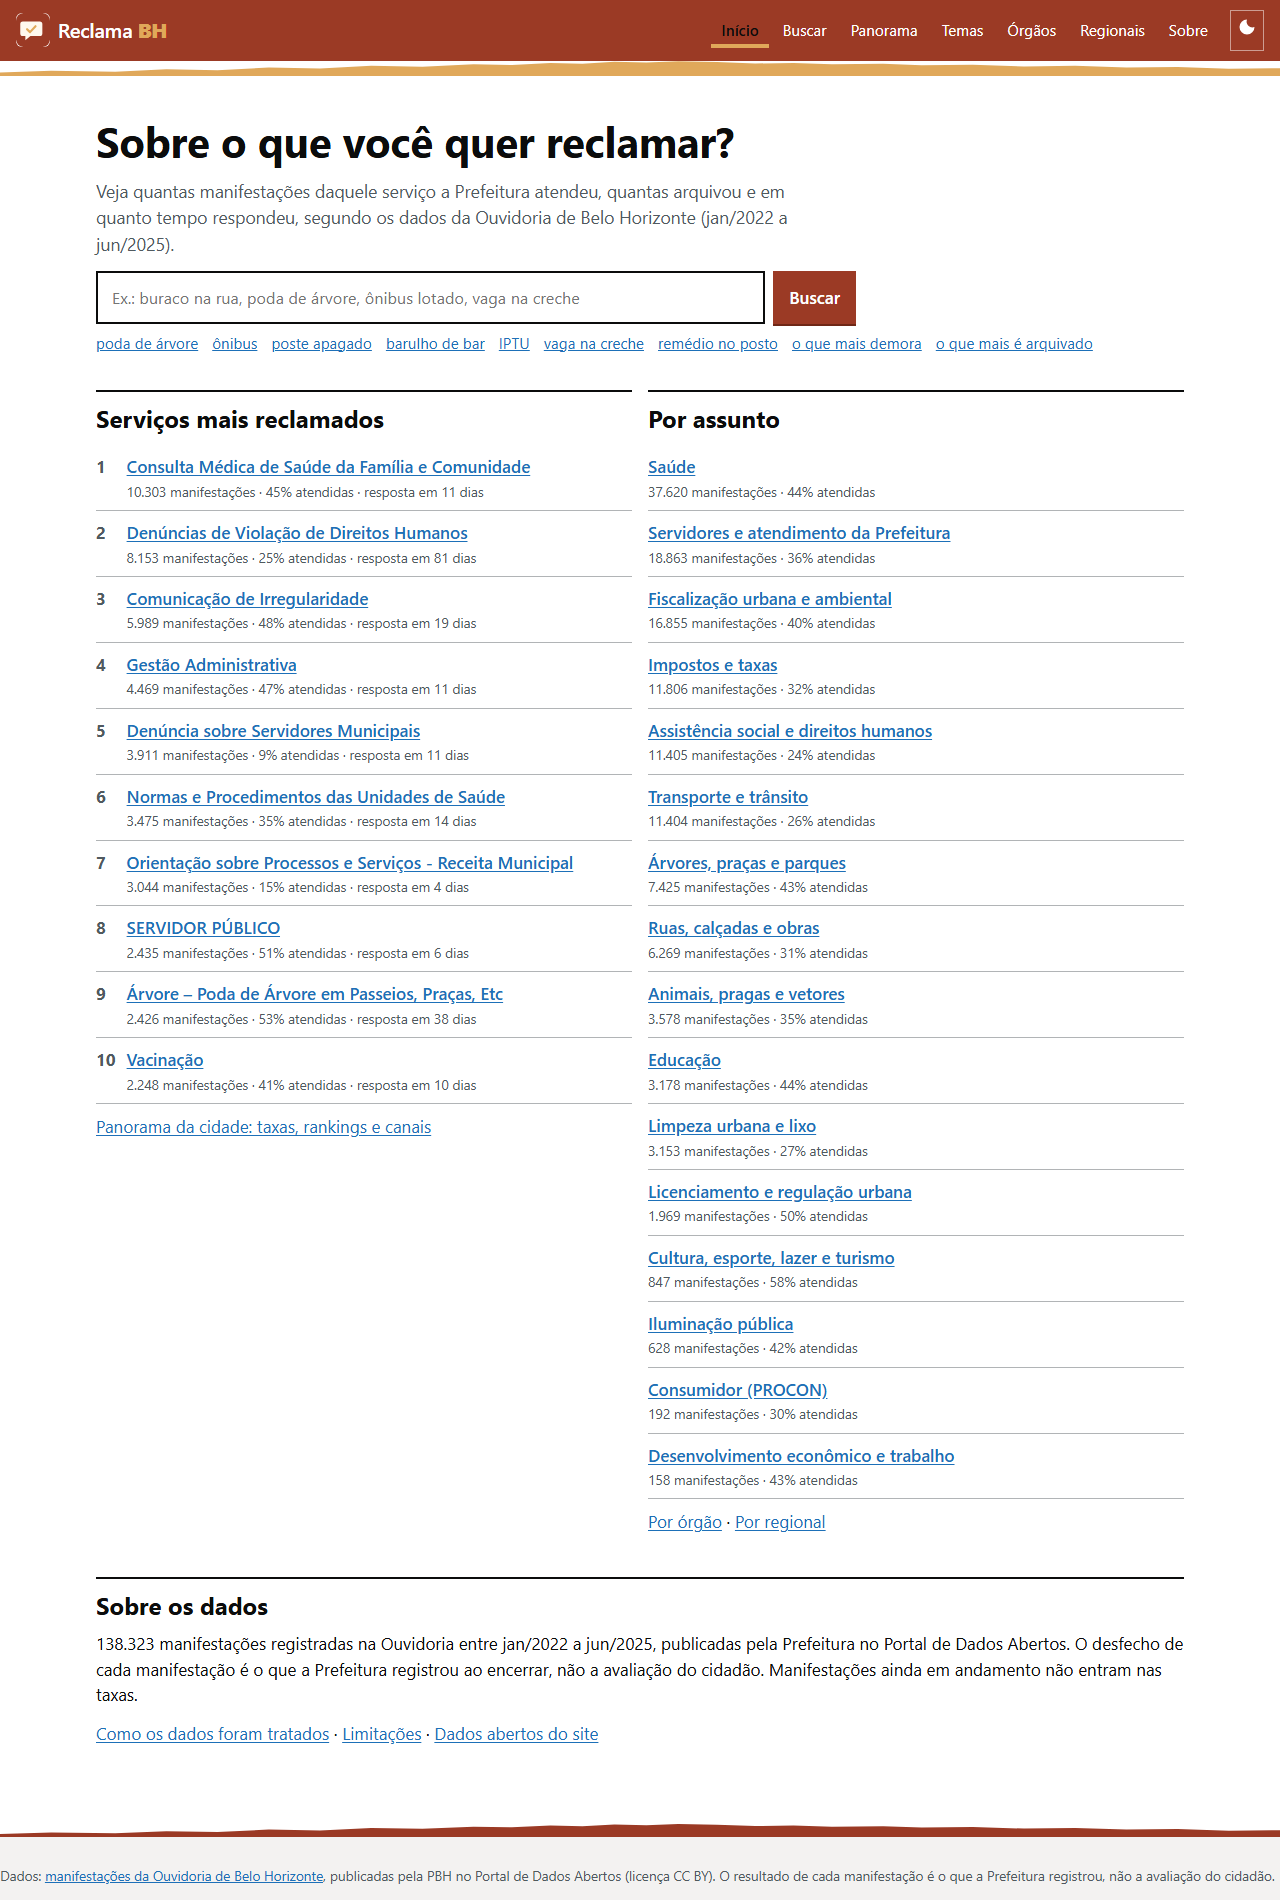 Reclama BH
Início Buscar Panorama Temas Órgãos Regionais Sobre
Sobre o que você quer reclamar?
Veja quantas manifestações daquele serviço a Prefeitura atendeu, quantas arquivou e em
quanto tempo respondeu, segundo os dados da Ouvidoria de Belo Horizonte (jan/2022 a
jun/2025).
Ex.: buraco na rua, poda de árvore, ônibus lotado, vaga na creche
Buscar
poda de árvore ônibus poste apagado barulho de bar IPTU vaga na creche remédio no posto o que mais demora o que mais é arquivado
Serviços mais reclamados
1 Consulta Médica de Saúde da Família e Comunidade
10.303 manifestações · 45% atendidas · resposta em 11 dias
2 Denúncias de Violação de Direitos Humanos
8.153 manifestações · 25% atendidas · resposta em 81 dias
3 Comunicação de Irregularidade
5.989 manifestações · 48% atendidas · resposta em 19 dias
4 Gestão Administrativa
4.469 manifestações · 47% atendidas · resposta em 11 dias
5 Denúncia sobre Servidores Municipais
3.911 manifestações · 9% atendidas · resposta em 11 dias
6 Normas e Procedimentos das Unidades de Saúde
3.475 manifestações · 35% atendidas · resposta em 14 dias
7 Orientação sobre Processos e Serviços - Receita Municipal
3.044 manifestações · 15% atendidas · resposta em 4 dias
8 SERVIDOR PÚBLICO
2.435 manifestações · 51% atendidas · resposta em 6 dias
9 Árvore – Poda de Árvore em Passeios, Praças, Etc
2.426 manifestações · 53% atendidas · resposta em 38 dias
10 Vacinação
2.248 manifestações · 41% atendidas · resposta em 10 dias
Panorama da cidade: taxas, rankings e canais
Por assunto
Saúde
37.620 manifestações · 44% atendidas
Servidores e atendimento da Prefeitura
18.863 manifestações · 36% atendidas
Fiscalização urbana e ambiental
16.855 manifestações · 40% atendidas
Impostos e taxas
11.806 manifestações · 32% atendidas
Assistência social e direitos humanos
11.405 manifestações · 24% atendidas
Transporte e trânsito
11.404 manifestações · 26% atendidas
Árvores, praças e parques
7.425 manifestações · 43% atendidas
Ruas, calçadas e obras
6.269 manifestações · 31% atendidas
Animais, pragas e vetores
3.578 manifestações · 35% atendidas
Educação
3.178 manifestações · 44% atendidas
Limpeza urbana e lixo
3.153 manifestações · 27% atendidas
Licenciamento e regulação urbana
1.969 manifestações · 50% atendidas
Cultura, esporte, lazer e turismo
847 manifestações · 58% atendidas
Iluminação pública
628 manifestações · 42% atendidas
Consumidor (PROCON)
192 manifestações · 30% atendidas
Desenvolvimento econômico e trabalho
158 manifestações · 43% atendidas
Por órgão · Por regional
Sobre os dados
138.323 manifestações registradas na Ouvidoria entre jan/2022 a jun/2025, publicadas pela Prefeitura no Portal de Dados Abertos. O desfecho de
cada manifestação é o que a Prefeitura registrou ao encerrar, não a avaliação do cidadão. Manifestações ainda em andamento não entram nas
taxas.
Como os dados foram tratados · Limitações · Dados abertos do site
Dados: manifestações da Ouvidoria de Belo Horizonte, publicadas pela PBH no Portal de Dados Abertos (licença CC BY). O resultado de cada manifestação é o que a Prefeitura registrou, não a avaliação do cidadão.